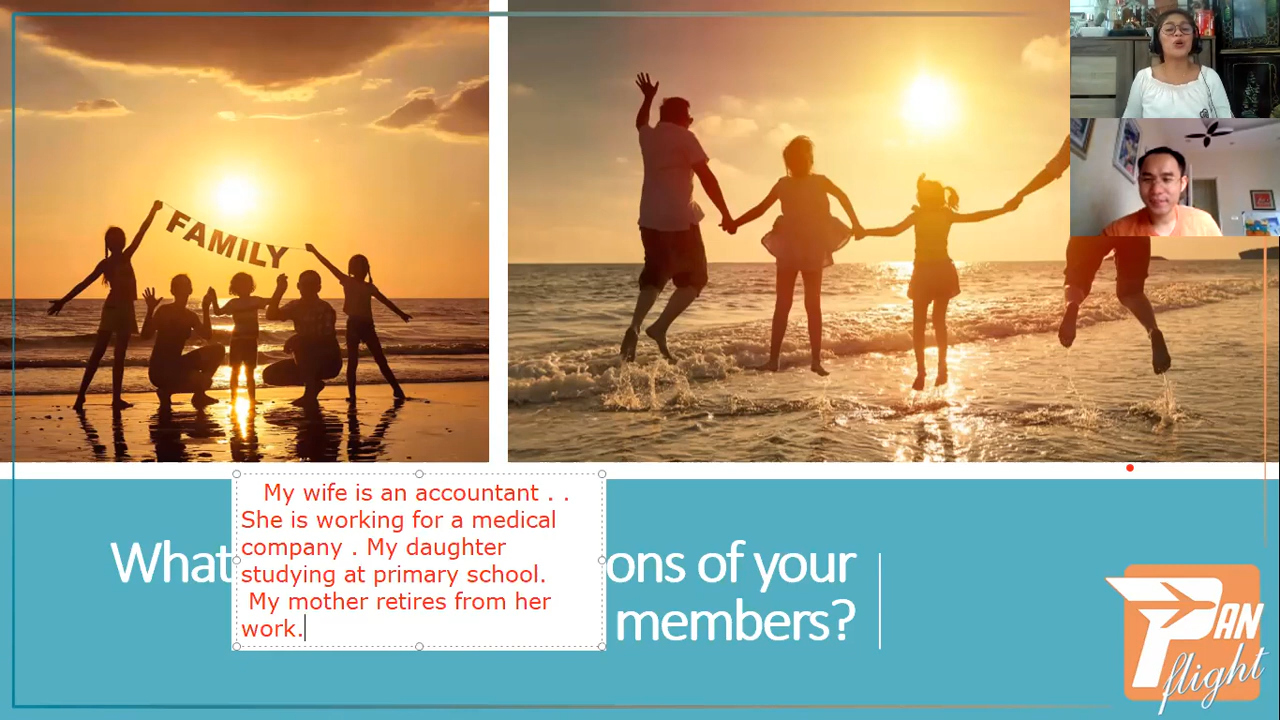 FAMILY
My wife is an accountant . .
She is working for a medical
company . My daughter
studying at primary school.
My mother retires from her
work.
What ons of your
members?
PAN
flight